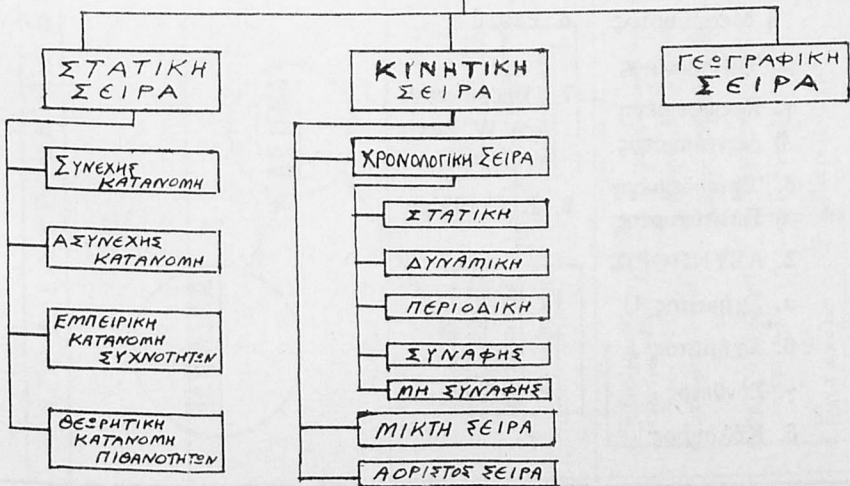 ΣΤΑΤΙΚΗ
ΣΕΙΡΑ
ΣΥΝΕΧΗΣ
ΚΑΤΑΝΟΜΗ
ΑΣΥΝΕΧΗΣ
ΚΑΤΑΝΟΜΗ
ΕΜΠΕΙΡΙΚΗ
ΚΑΤΑΝΟΜΗ
ΣΥΧΝΟΤΗΤΩΝ
ΘΕΩΡΗΤΙΚΗ
ΚΑΤΑΝΟΜΗ
ΠΙΘΑΝΟΤΗΤΩΝ
ΚΙΝΗΤΙΚΗ
ΣΕΙΡΑ
ΧΡΟΝΟΛΟΓΙΚΗ ΣΕΙΡΑ
ΣΤΑΤΙΚΗ
ΔΥΝΑΜΙΚΗ
ΠΕΡΙΟΔΙΚΗ
ΣΥΝΑΦΗΣ
ΜΗ ΣΥΝΑΦΗΣ
ΜΙΚΤΗ ΣΕΙΡΑ
ΑΟΡΙΣΤΟΣ ΣΕΙΡΑ
ΓΕΩΓΡΑΦΙΚΗ
ΣΕΙΡΑ